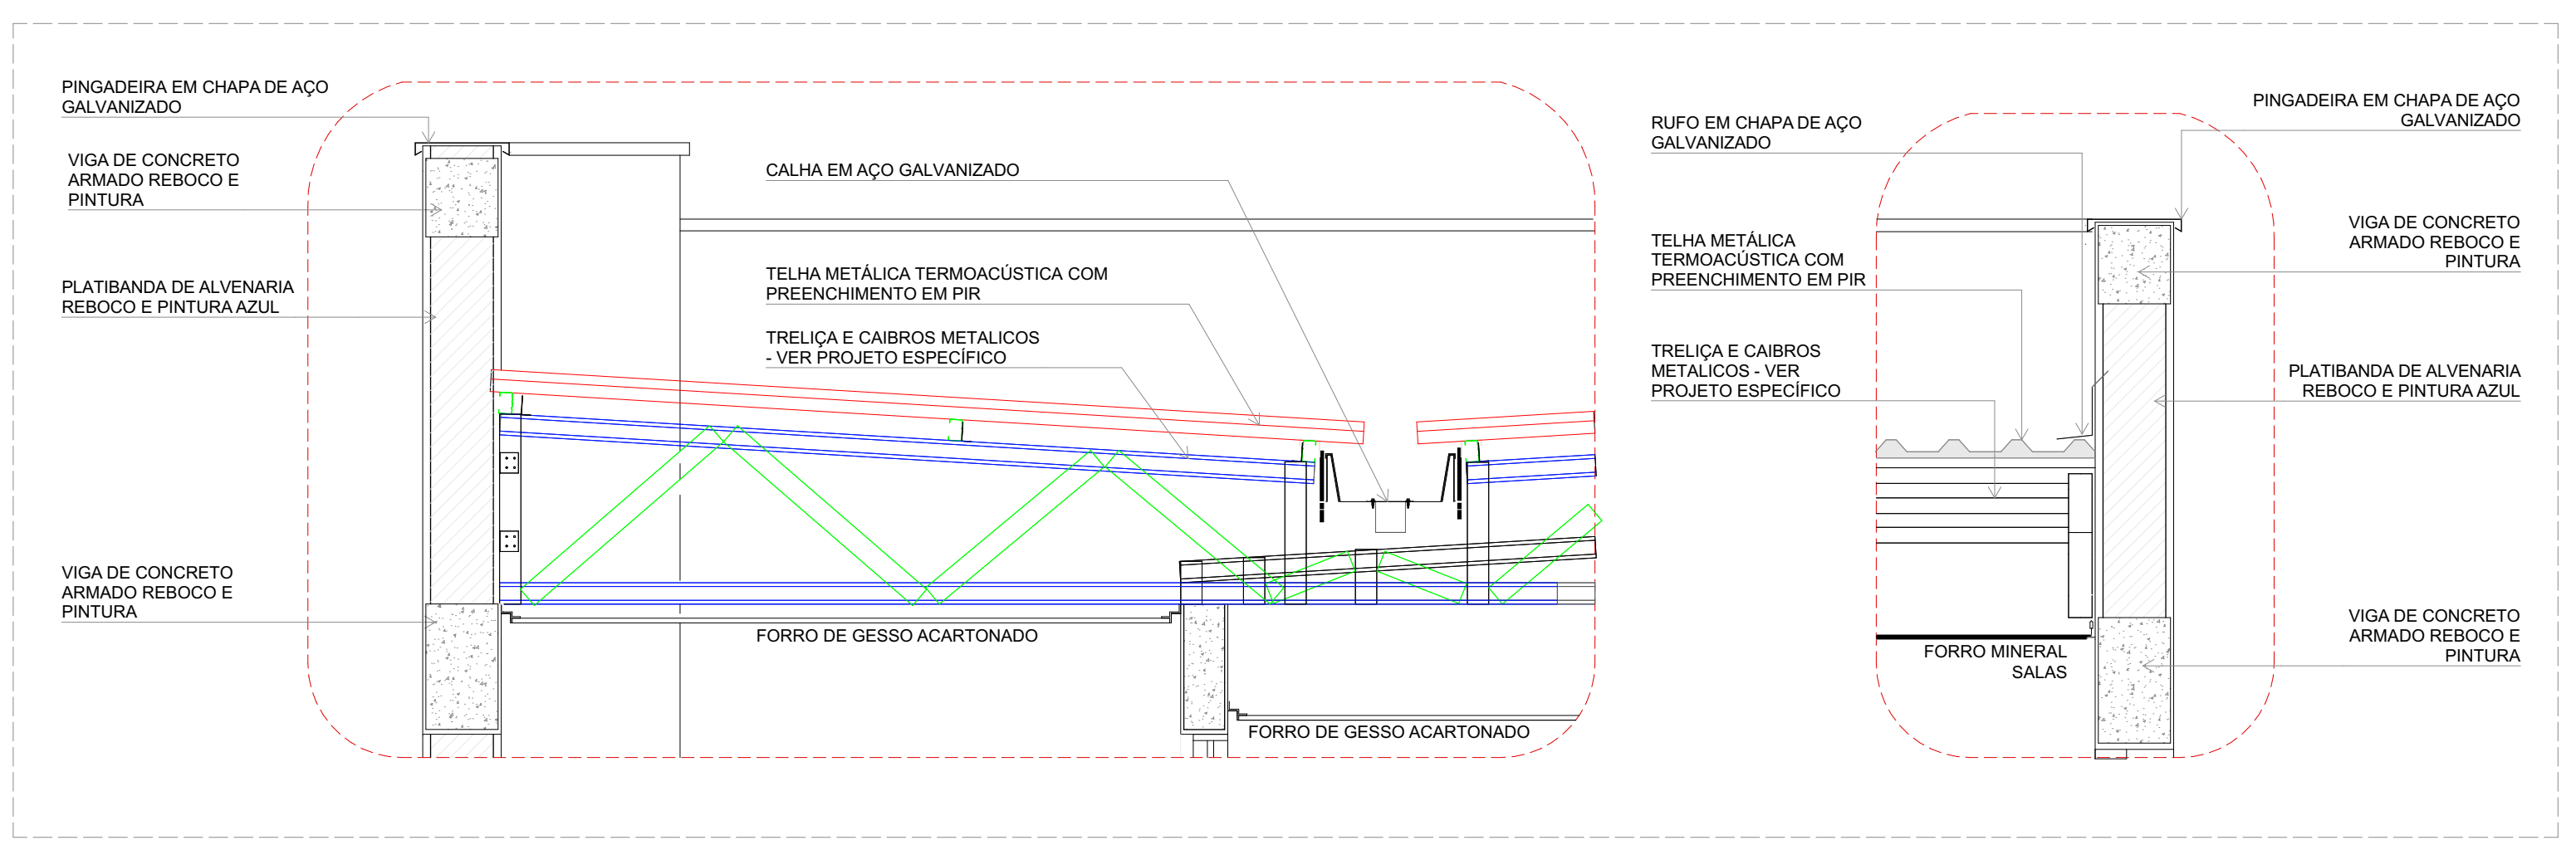 PINGADEIRA EM CHAPA DE AÇO
GALVANIZADO
VIGA DE CONCRETO
ARMADO REBOCO E
PINTURA
PLATIBANDA DE ALVENARIA
REBOCO E PINTURA AZUL
VIGA DE CONCRETO
ARMADO REBOCO E
PINTURA
CALHA EM AÇO GALVANIZADO
TELHA METÁLICA TERMOACÚSTICA COM
PREENCHIMENTO EM PIR
TRELIÇA E CAIBROS METALICOS
- VER PROJETO ESPECÍFICO
FORRO DE GESSO ACARTONADO
FORRO DE GESSO ACARTONADO
RUFO EM CHAPA DE AÇO
GALVANIZADO
TELHA METÁLICA
TERMOACÚSTICA COM
PREENCHIMENTO EM PIR
TRELIÇA E CAIBROS
METALICOS - VER
PROJETO ESPECÍFICO
FORRO MINERAL
SALAS
PINGADEIRA EM CHAPA DE AÇO
GALVANIZADO
VIGA DE CONCRETO
ARMADO REBOCO E
PINTURA
PLATIBANDA DE ALVENARIA
REBOCO E PINTURA AZUL
VIGA DE CONCRETO
ARMADO REBOCO E
PINTURA